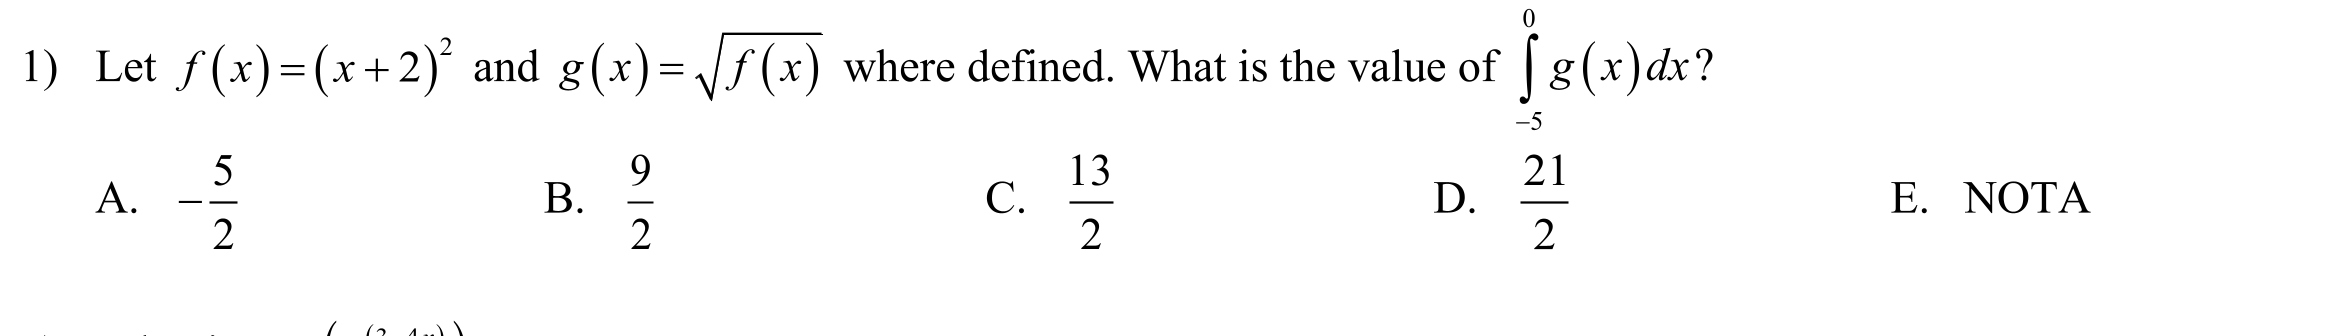 1) Let f(x)=(x+2)² and g(x)=√f(x) where defined. What is the value of ∫₋₅⁰ g(x)dx?
A. −5/2 B. 9/2 C. 13/2 D. 21/2 E. NOTA